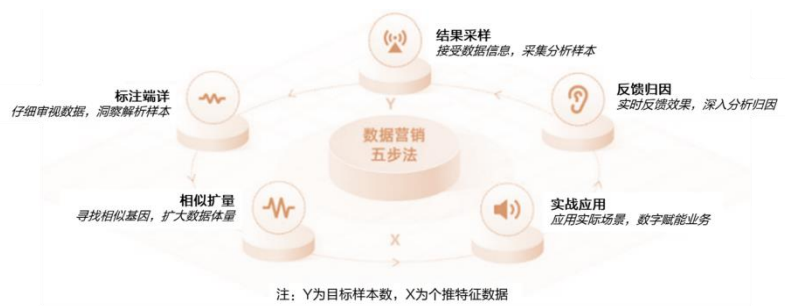 结果采样
接受数据信息，采集分析样本
反馈归因
实时反馈效果，深入分析归因
标注端详
仔细审视数据，洞察解析样本
Y
数据营销
五步法
相似扩量
寻找相似基因，扩大数据体量
实战应用
应用实际场景，数字赋能业务
X
注：Y为目标样本数，X为个推特征数据